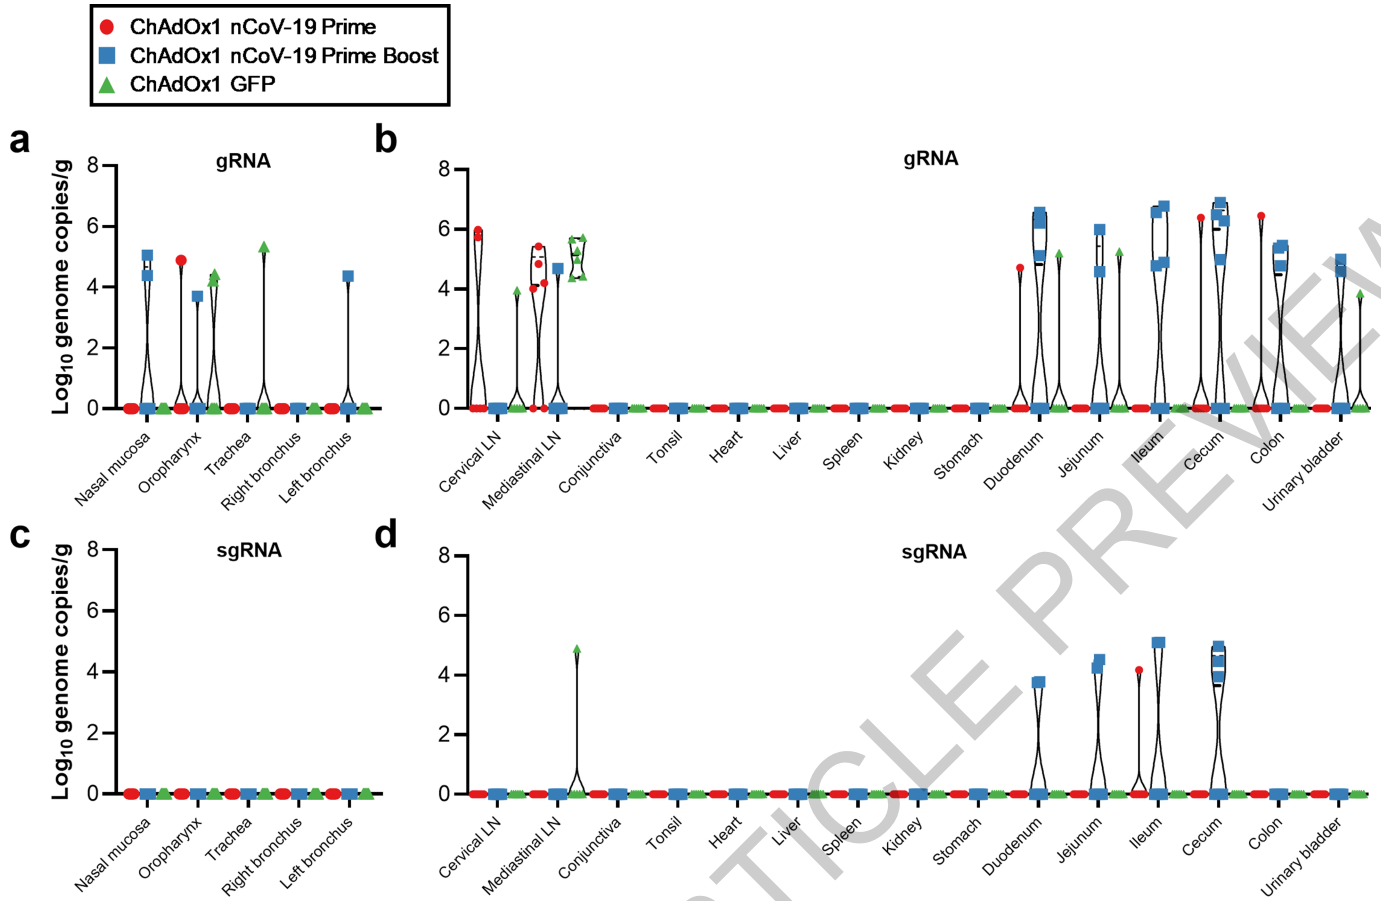 ChAdOx1 nCoV-19 Prime
ChAdOx1 nCoV-19 Prime Boost
ChAdOx1 GFP
a
gRNA
Log10 genome copies/g
8
6
4
2
0
Nasal mucosa
Oropharynx
Trachea
Right bronchus
Left bronchus
b
gRNA
8
6
4
2
0
Cervical LN
Mediastinal LN
Conjunctiva
Tonsil
Heart
Liver
Spleen
Kidney
Stomach
Duodenum
Jejunum
Ileum
Cecum
Colon
Urinary bladder
c
sgRNA
Log10 genome copies/g
8
6
4
2
0
Nasal mucosa
Oropharynx
Trachea
Right bronchus
Left bronchus
d
sgRNA
8
6
4
2
0
Cervical LN
Mediastinal LN
Conjunctiva
Tonsil
Heart
Liver
Spleen
Kidney
Stomach
Duodenum
Jejunum
Ileum
Cecum
Colon
Urinary bladder
RTICLE PREVIEW